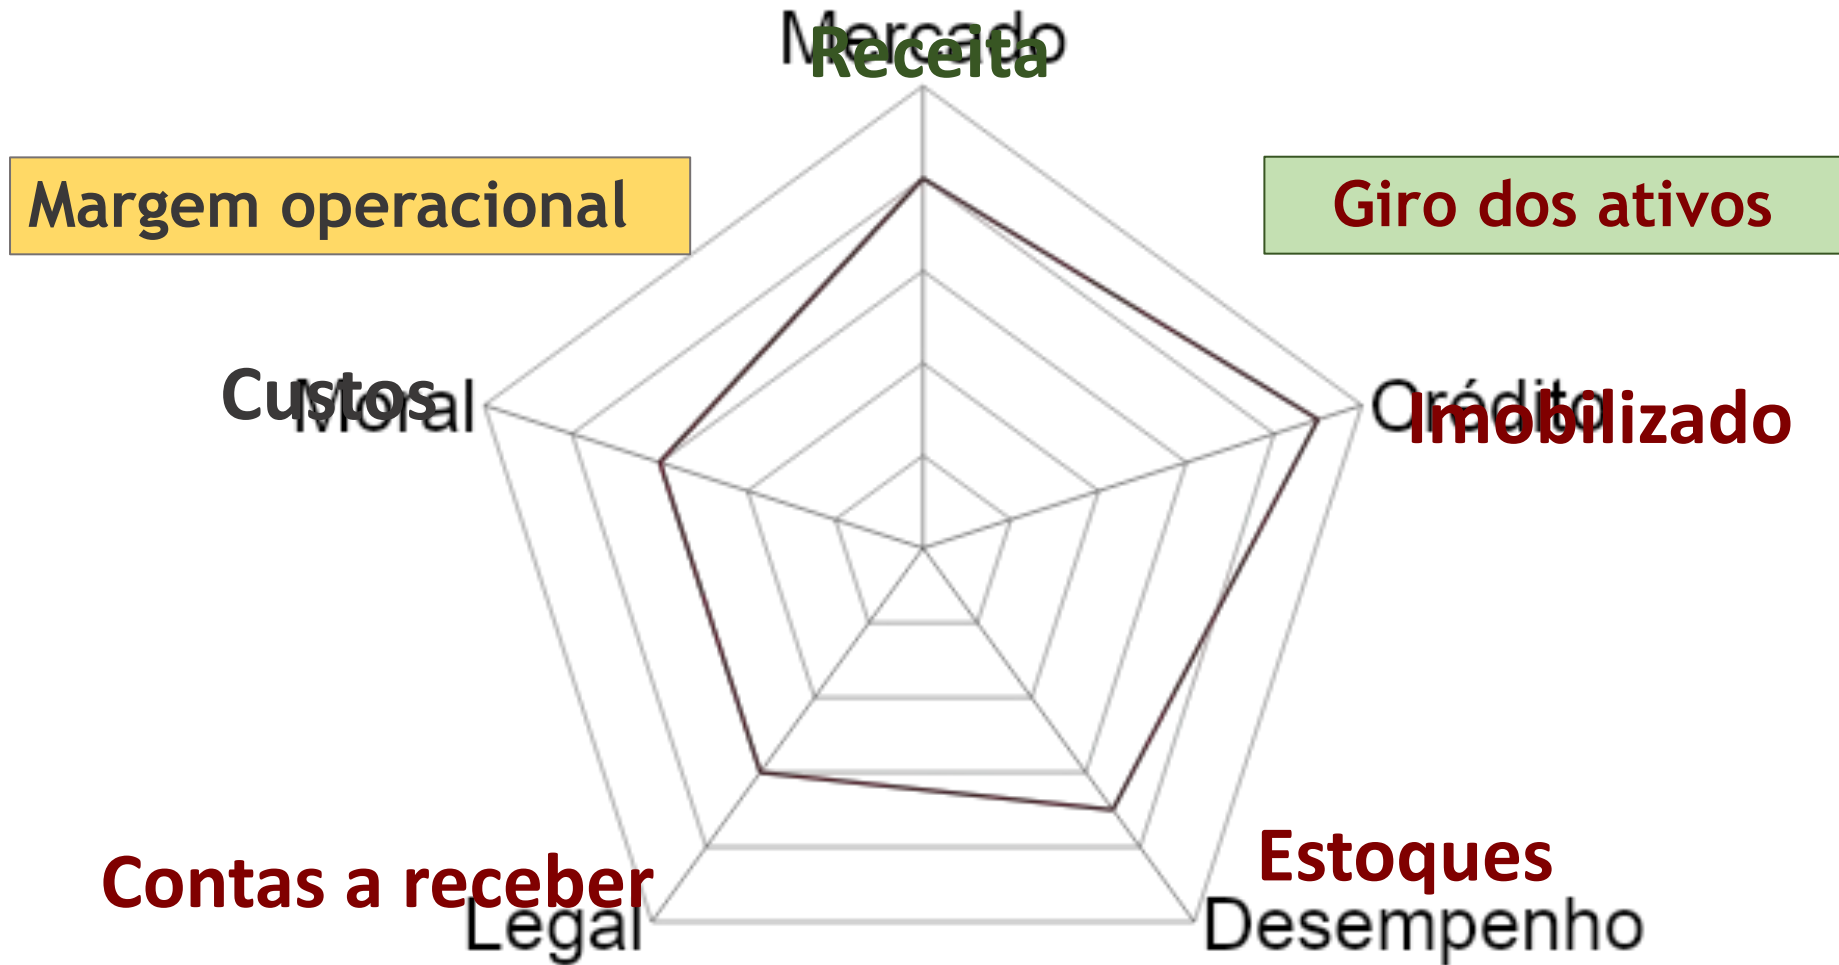 Mercado
Receita
Margem operacional
Giro dos ativos
Custos
Moral
Crédito
Imobilizado
Contas a receber
Legal
Estoques
Desempenho